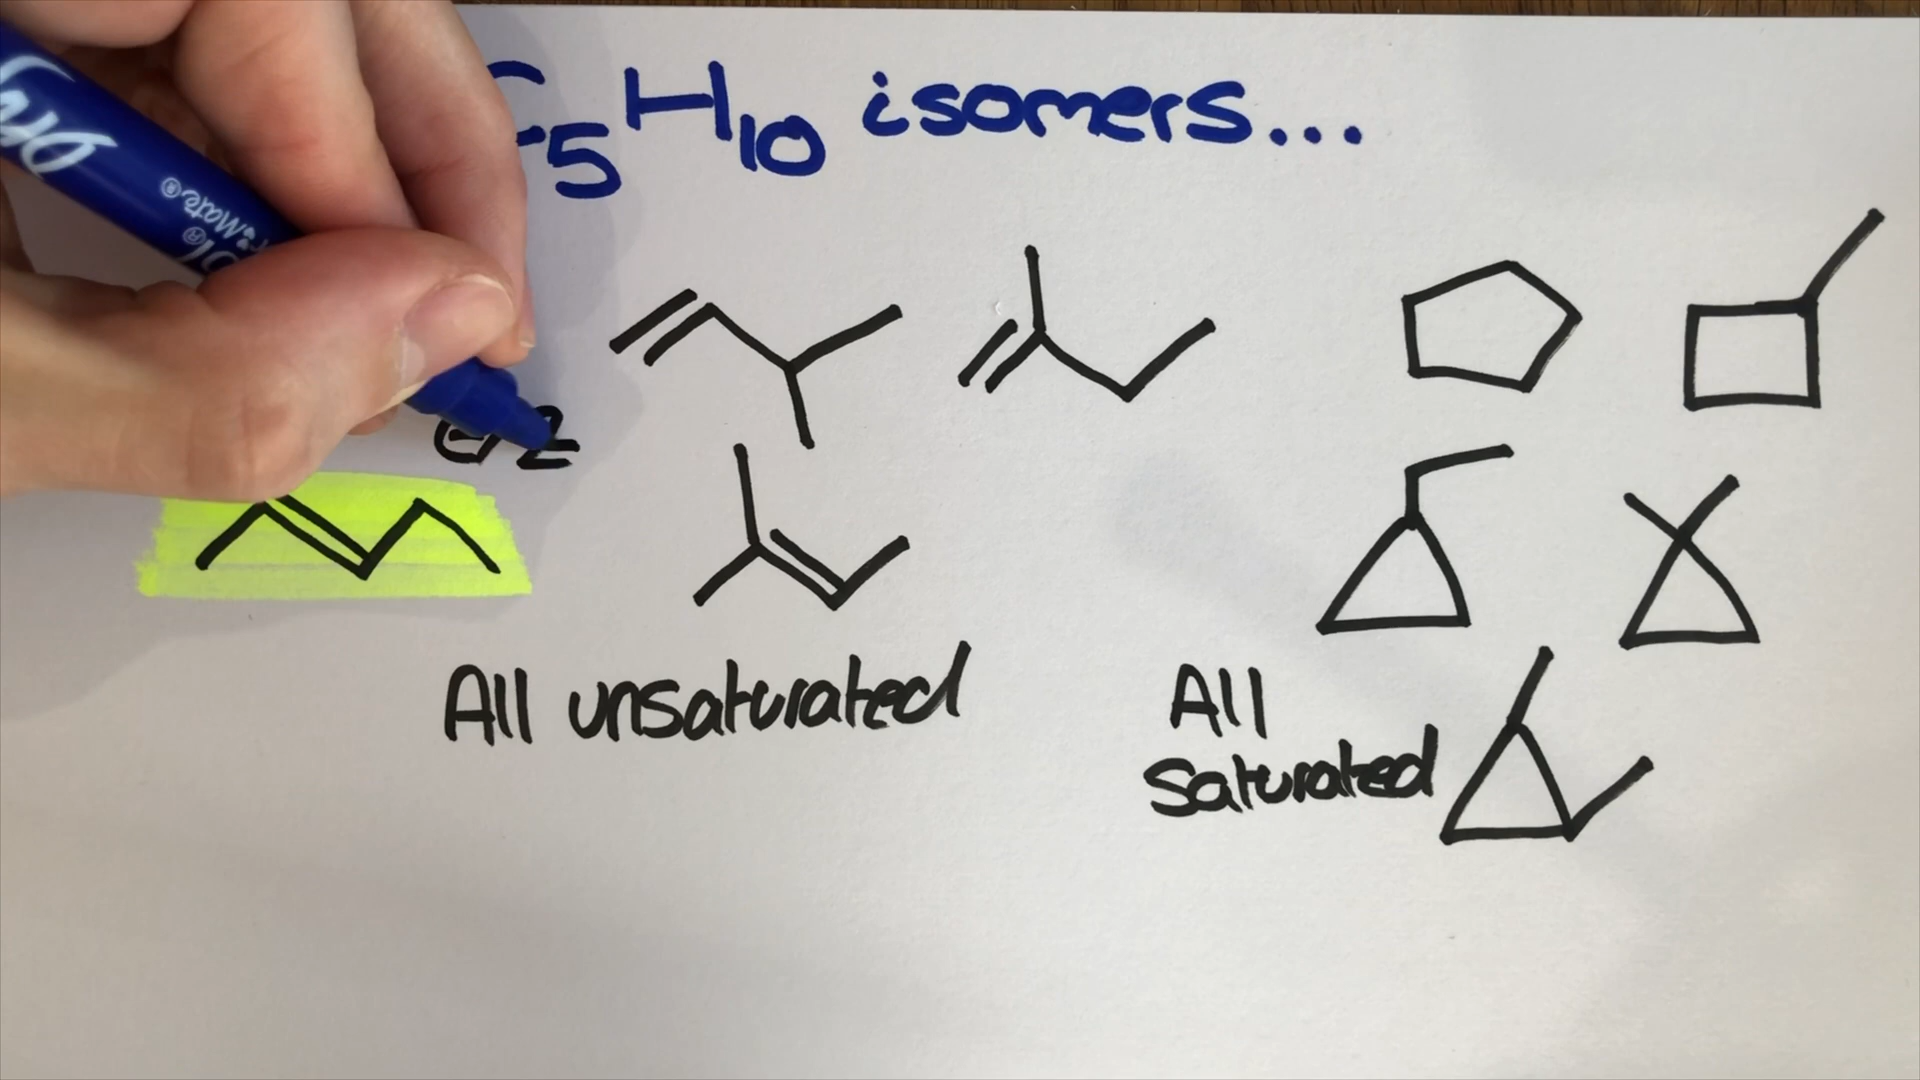 C5H10 isomers...
E Z
All unsaturated
All
saturated